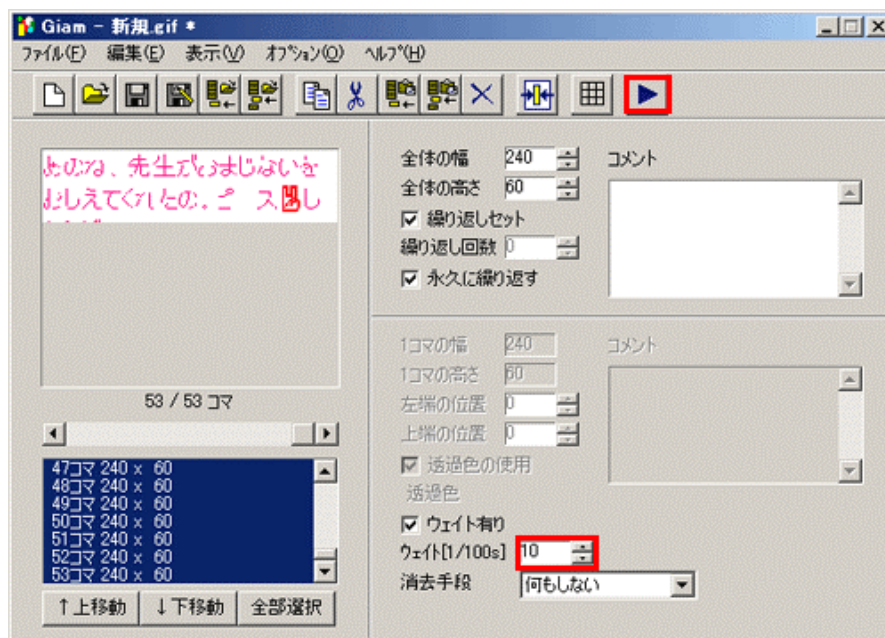 Giam - 新規.gif *
ファイル(F) 編集(E) 表示(V) オプション(O) ヘルプ(H)
あのね、先生がおまじないを
おしえてくれたの。ピース し
53 / 53 コマ
47コマ 240 x 60
48コマ 240 x 60
49コマ 240 x 60
50コマ 240 x 60
51コマ 240 x 60
52コマ 240 x 60
53コマ 240 x 60
↑上移動 ↓下移動 全部選択
全体の幅 240
全体の高さ 60
繰り返しセット
繰り返し回数 0
永久に繰り返す
コメント
1コマの幅 240
1コマの高さ 60
左端の位置 0
上端の位置 0
透過色の使用
透過色
ウェイト有り
ウェイト[1/100s] 10
消去手段 何もしない
コメント